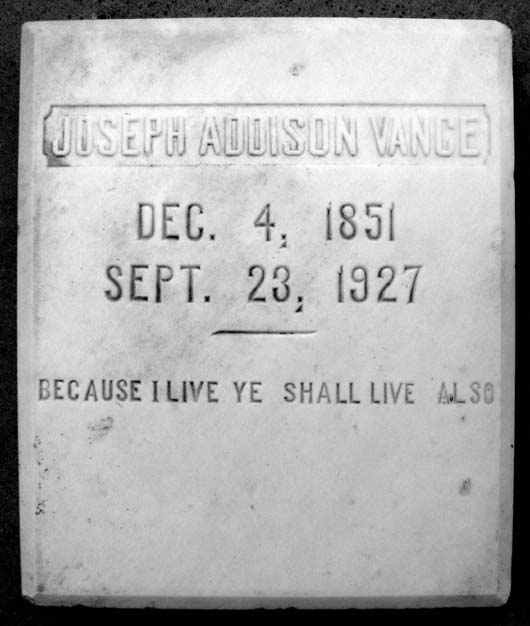 JOSEPH ADDISON VANCE
DEC. 4, 1851
SEPT. 23, 1927
BECAUSE I LIVE YE SHALL LIVE ALSO